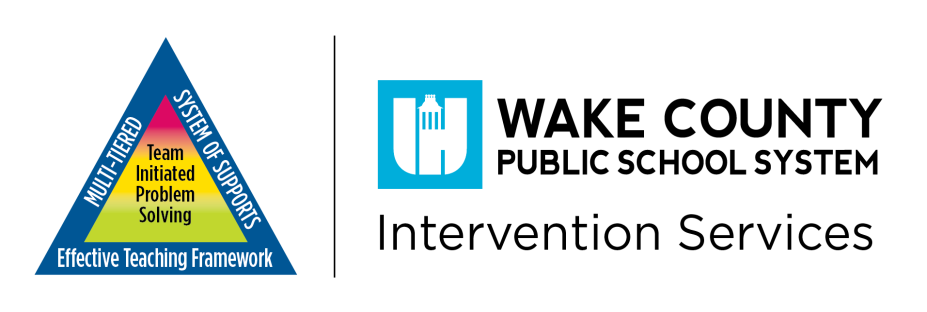 MULTI-TIERED
SYSTEM OF SUPPORTS
Team
Initiated
Problem
Solving
Effective Teaching Framework
WAKE COUNTY
PUBLIC SCHOOL SYSTEM
Intervention Services